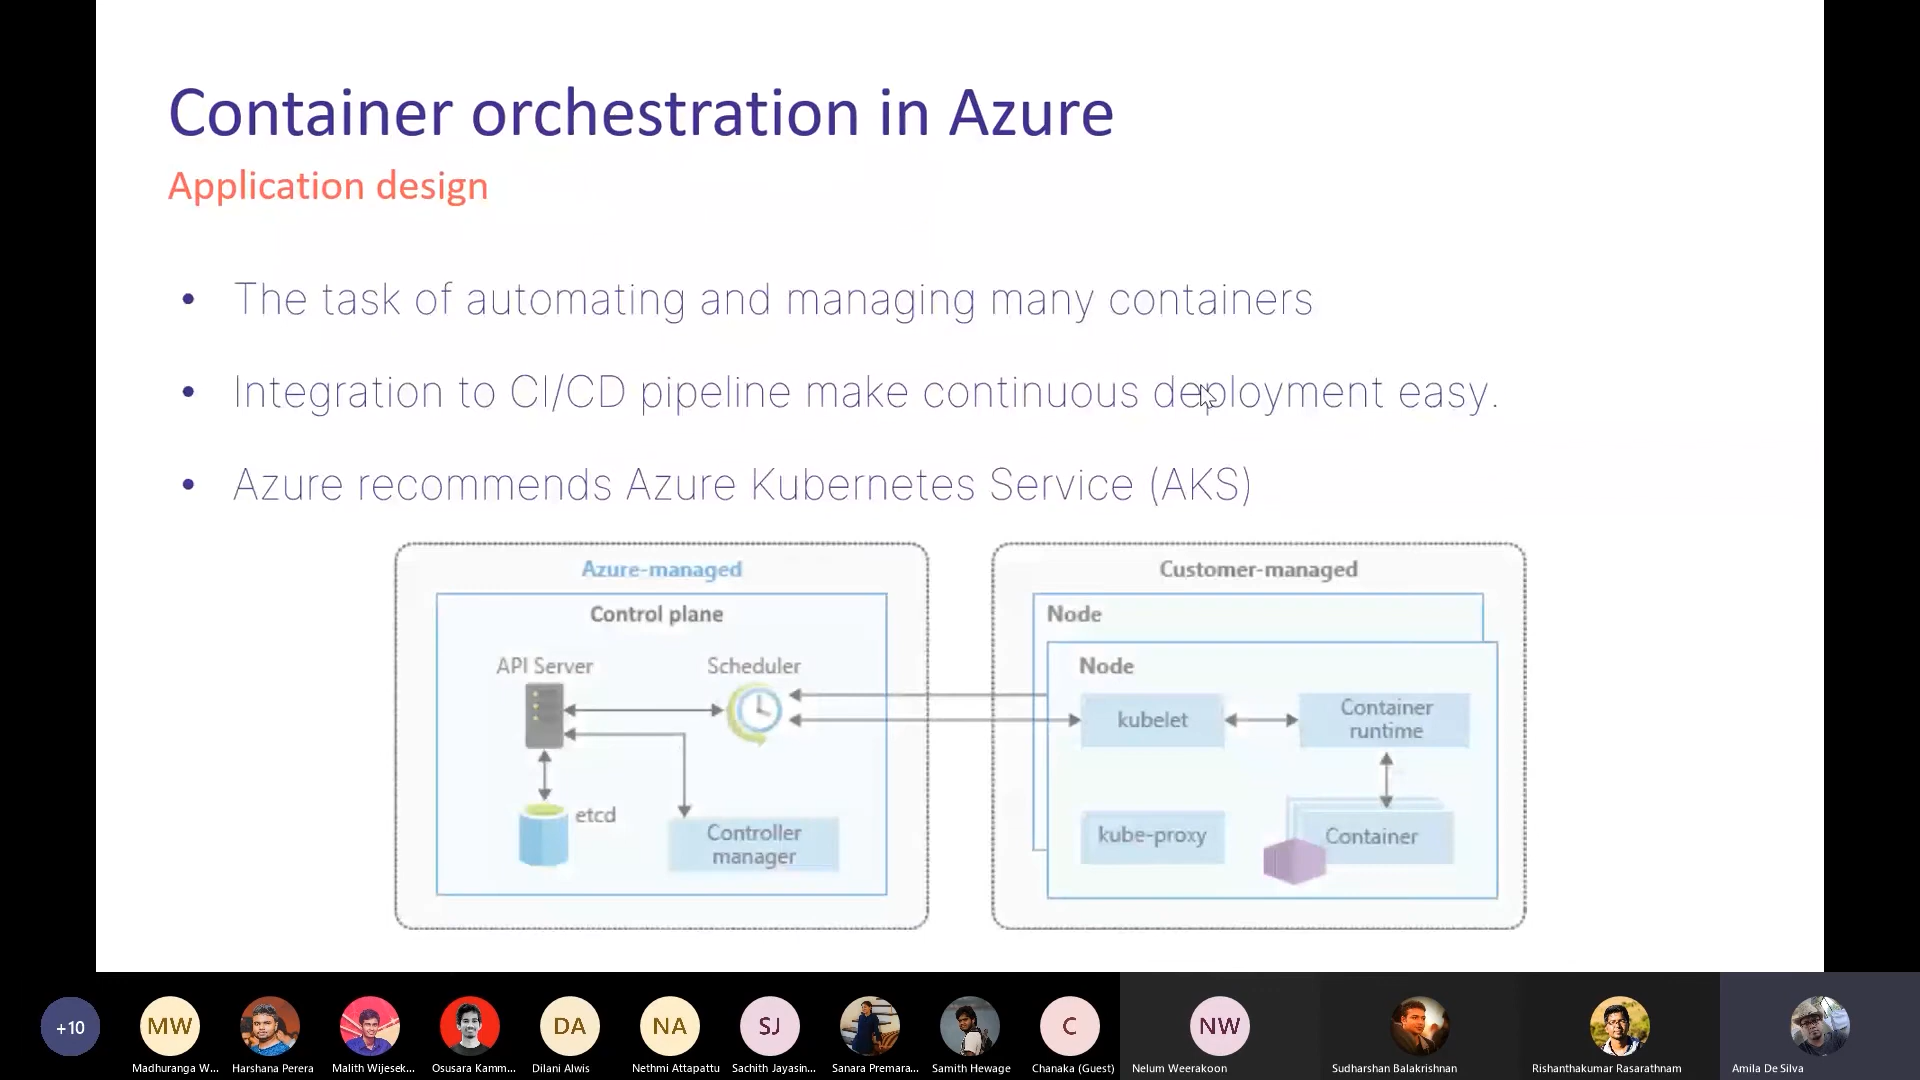 Container orchestration in Azure
Application design
• The task of automating and managing many containers
• Integration to CI/CD pipeline make continuous deployment easy.
• Azure recommends Azure Kubernetes Service (AKS)
Azure-managed
Control plane
API Server
Scheduler
etcd
Controller
manager
Customer-managed
Node
Node
kubelet
Container
runtime
kube-proxy
Container
+10
MW
DA
NA
SJ
C
NW
Madhuranga W...
Harshana Perera
Malith Wijesek...
Osusara Kamm...
Dilani Alwis
Nethmi Attapattu
Sachith Jayasin...
Sanara Premara...
Samith Hewage
Chanaka (Guest)
Nelum Weerakoon
Sudharshan Balakrishnan
Rishanthakumar Rasarathnam
Amila De Silva